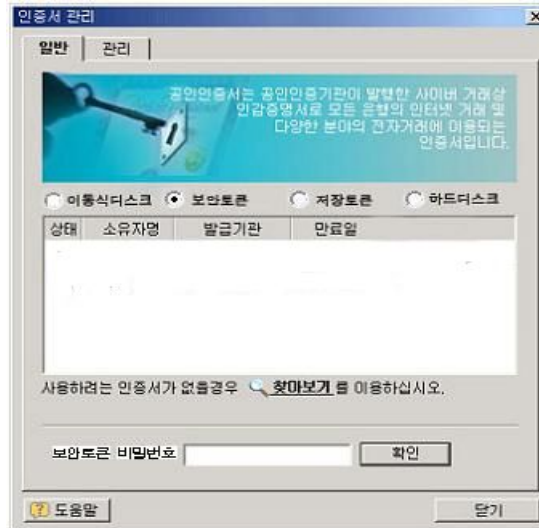 인증서 관리
일반 관리
공인인증서는 공인인증기관이 발행한 사이버 거래상
인감증명서로 모든 은행의 인터넷 거래 및
다양한 분야의 전자거래에 이용되는
인증서입니다.
이동식디스크 보안토큰 저장토큰 하드디스크
상태 소유자명 발급기관 만료일
사용하려는 인증서가 없을경우 찾아보기 를 이용하십시오.
보안토큰 비밀번호 확인
도움말 닫기